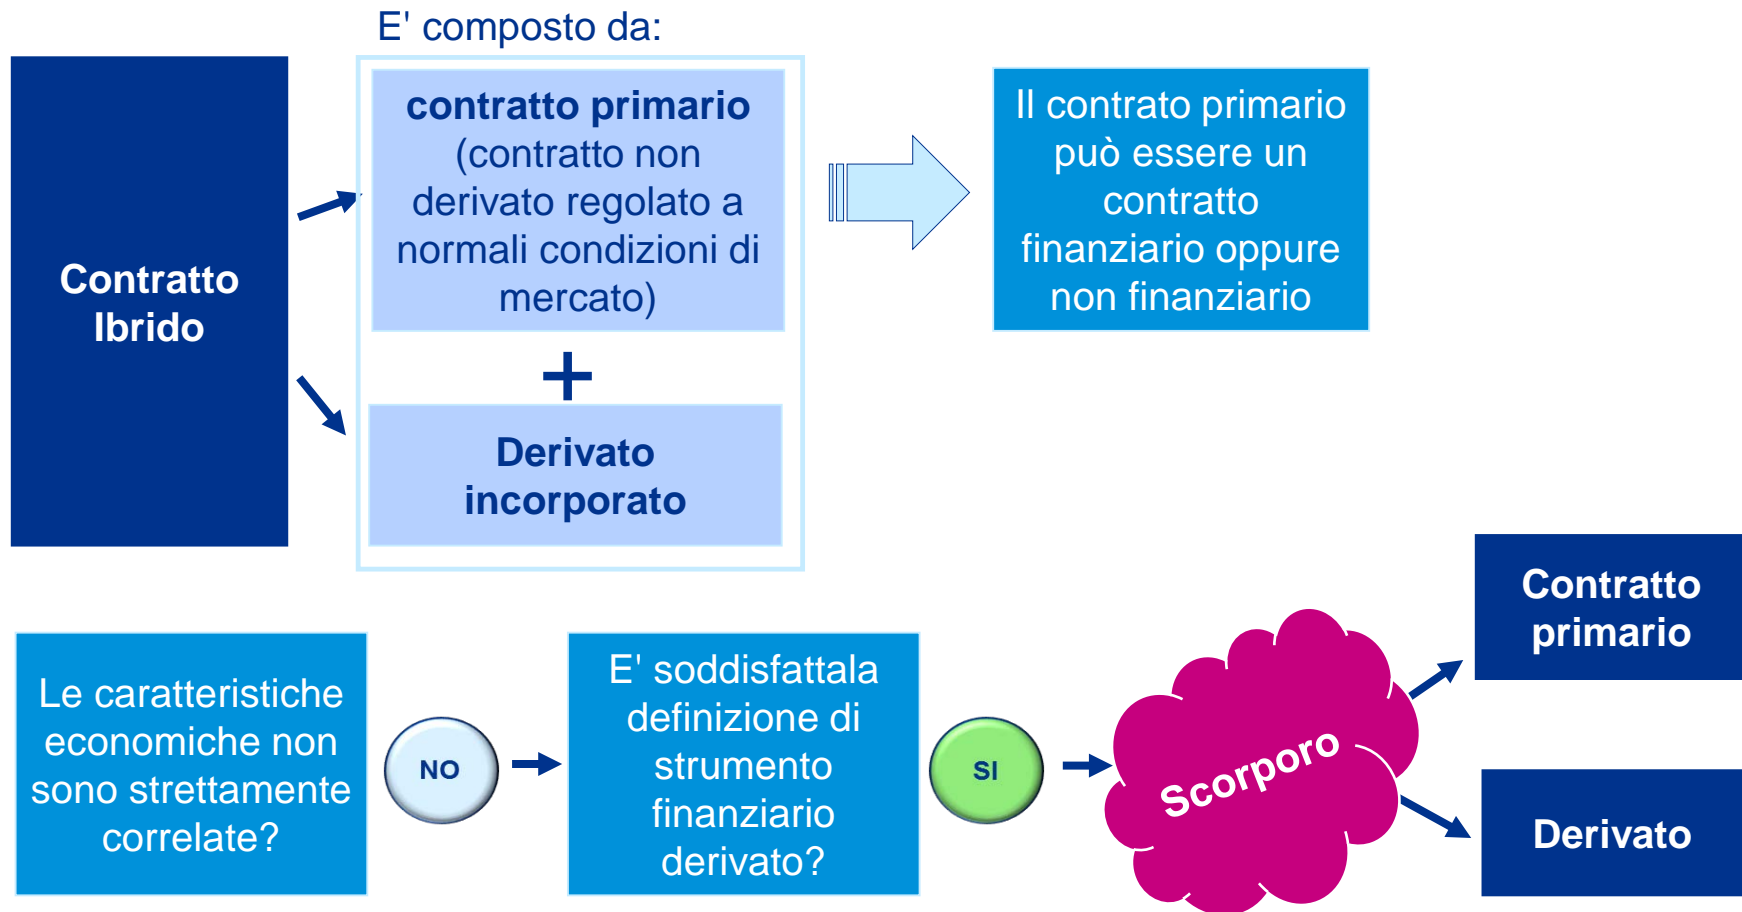 E' composto da:
Contratto
Ibrido
contratto primario
(contratto non
derivato regolato a
normali condizioni di
mercato)
+
Derivato
incorporato
Il contrato primario
può essere un
contratto
finanziario oppure
non finanziario
Le caratteristiche
economiche non
sono strettamente
correlate?
NO
E' soddisfattala
definizione di
strumento
finanziario
derivato?
SI
Scorporo
Contratto
primario
Derivato